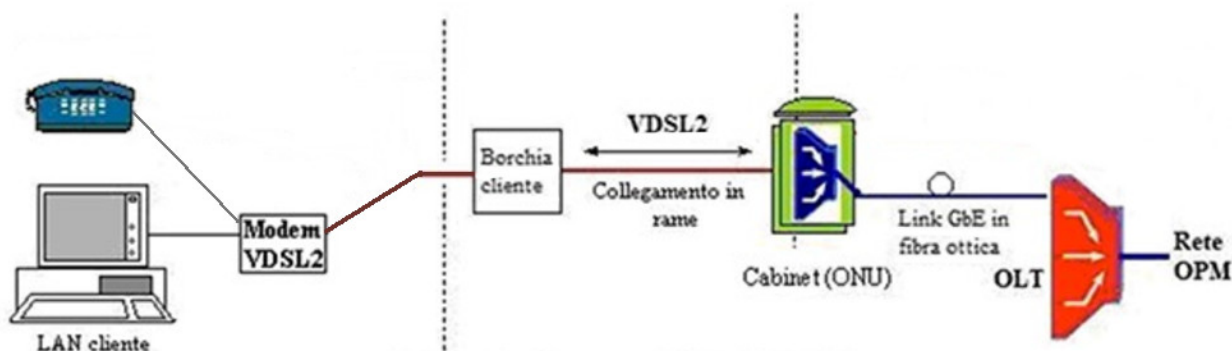 VDSL2
Borchia
cliente
Collegamento in
rame
Modem
VDSL2
Link GbE in
fibra ottica
Rete
OPM
OLT
Cabinet (ONU)
LAN cliente